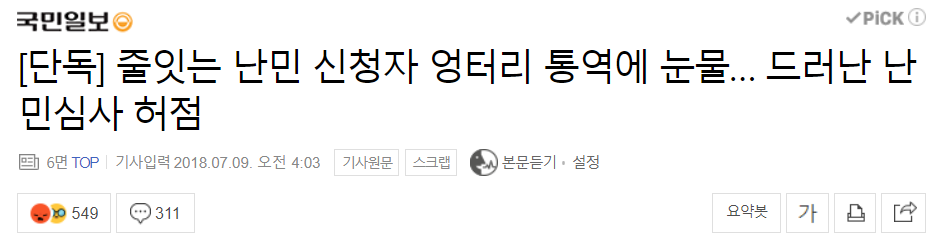 국민일보 ✔PiCK ⓘ
[단독] 줄잇는 난민 신청자 엉터리 통역에 눈물... 드러난 난
민심사 허점
6면 TOP | 기사입력 2018.07.09. 오전 4:03 기사원문 스크랩 본문듣기 · 설정
549 311 요약봇 가